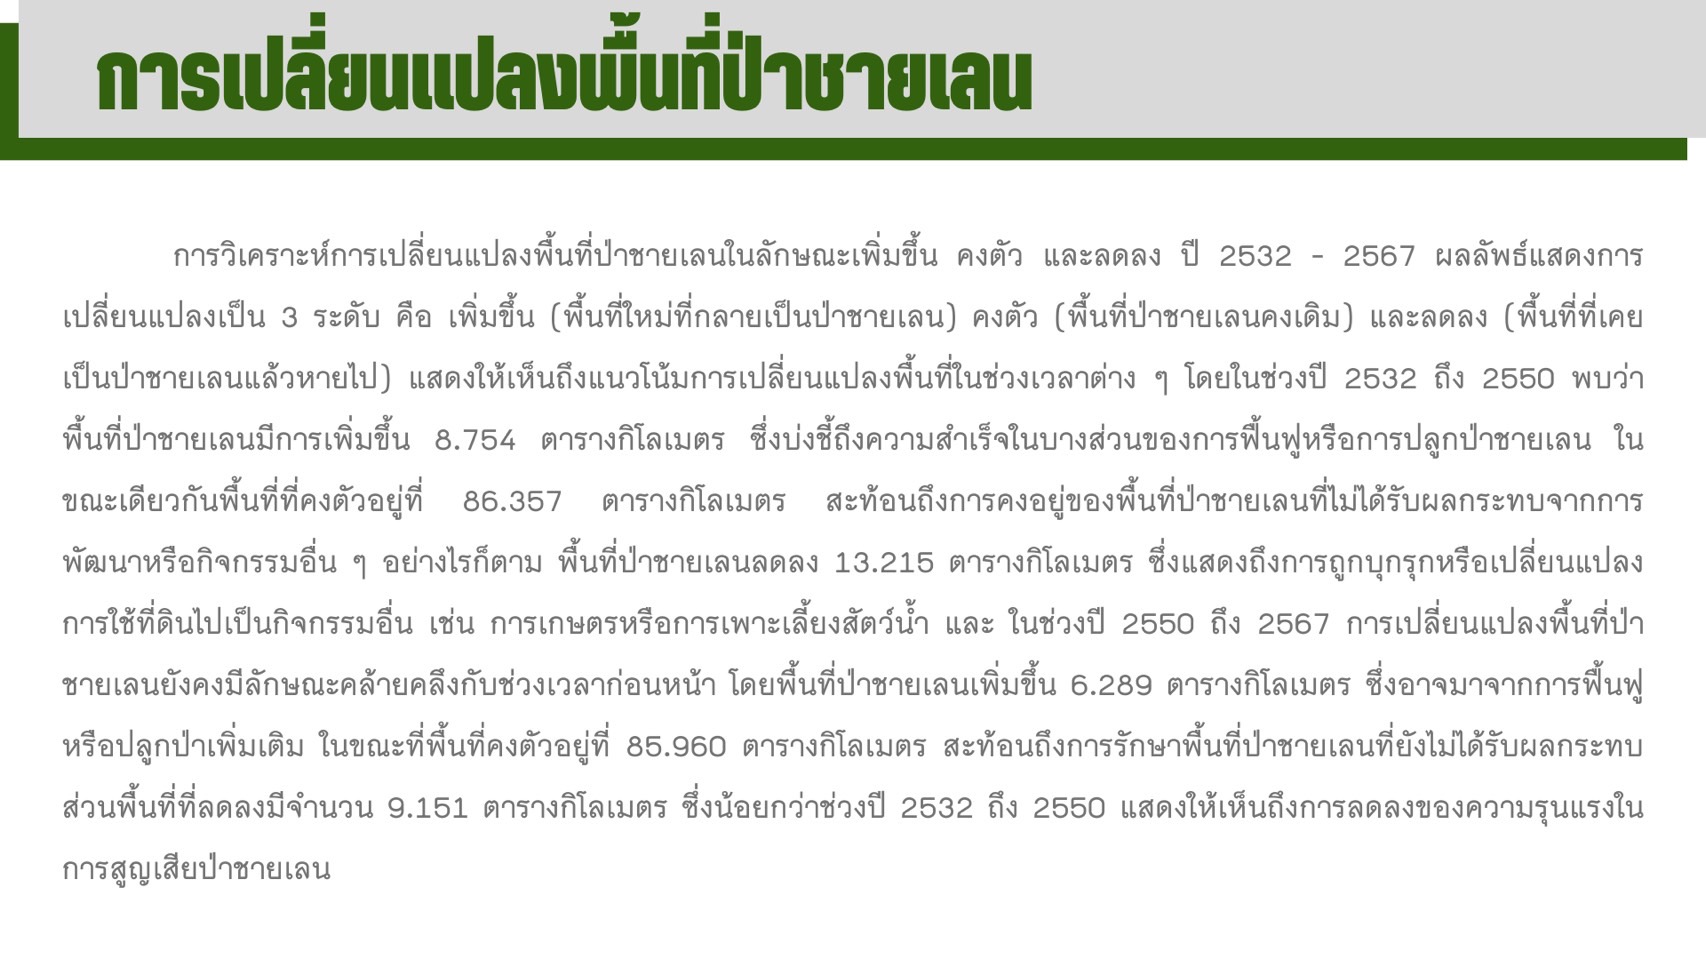 การเปลี่ยนแปลงพื้นที่ป่าชายเลน
การวิเคราะห์การเปลี่ยนแปลงพื้นที่ป่าชายเลนในลักษณะเพิ่มขึ้น คงตัว และลดลง ปี 2532 - 2567 ผลลัพธ์แสดงการ
เปลี่ยนแปลงเป็น 3 ระดับ คือ เพิ่มขึ้น (พื้นที่ใหม่ที่กลายเป็นป่าชายเลน) คงตัว (พื้นที่ป่าชายเลนคงเดิม) และลดลง (พื้นที่ที่เคย
เป็นป่าชายเลนแล้วหายไป) แสดงให้เห็นถึงแนวโน้มการเปลี่ยนแปลงพื้นที่ในช่วงเวลาต่าง ๆ โดยในช่วงปี 2532 ถึง 2550 พบว่า
พื้นที่ป่าชายเลนมีการเพิ่มขึ้น 8.754 ตารางกิโลเมตร ซึ่งบ่งชี้ถึงความสำเร็จในบางส่วนของการฟื้นฟูหรือการปลูกป่าชายเลน ใน
ขณะเดียวกันพื้นที่ที่คงตัวอยู่ที่ 86.357 ตารางกิโลเมตร สะท้อนถึงการคงอยู่ของพื้นที่ป่าชายเลนที่ไม่ได้รับผลกระทบจากการ
พัฒนาหรือกิจกรรมอื่น ๆ อย่างไรก็ตาม พื้นที่ป่าชายเลนลดลง 13.215 ตารางกิโลเมตร ซึ่งแสดงถึงการถูกบุกรุกหรือเปลี่ยนแปลง
การใช้ที่ดินไปเป็นกิจกรรมอื่น เช่น การเกษตรหรือการเพาะเลี้ยงสัตว์น้ำ และ ในช่วงปี 2550 ถึง 2567 การเปลี่ยนแปลงพื้นที่ป่า
ชายเลนยังคงมีลักษณะคล้ายคลึงกับช่วงเวลาก่อนหน้า โดยพื้นที่ป่าชายเลนเพิ่มขึ้น 6.289 ตารางกิโลเมตร ซึ่งอาจมาจากการฟื้นฟู
หรือปลูกป่าเพิ่มเติม ในขณะที่พื้นที่คงตัวอยู่ที่ 85.960 ตารางกิโลเมตร สะท้อนถึงการรักษาพื้นที่ป่าชายเลนที่ยังไม่ได้รับผลกระทบ
ส่วนพื้นที่ที่ลดลงมีจำนวน 9.151 ตารางกิโลเมตร ซึ่งน้อยกว่าช่วงปี 2532 ถึง 2550 แสดงให้เห็นถึงการลดลงของความรุนแรงใน
การสูญเสียป่าชายเลน